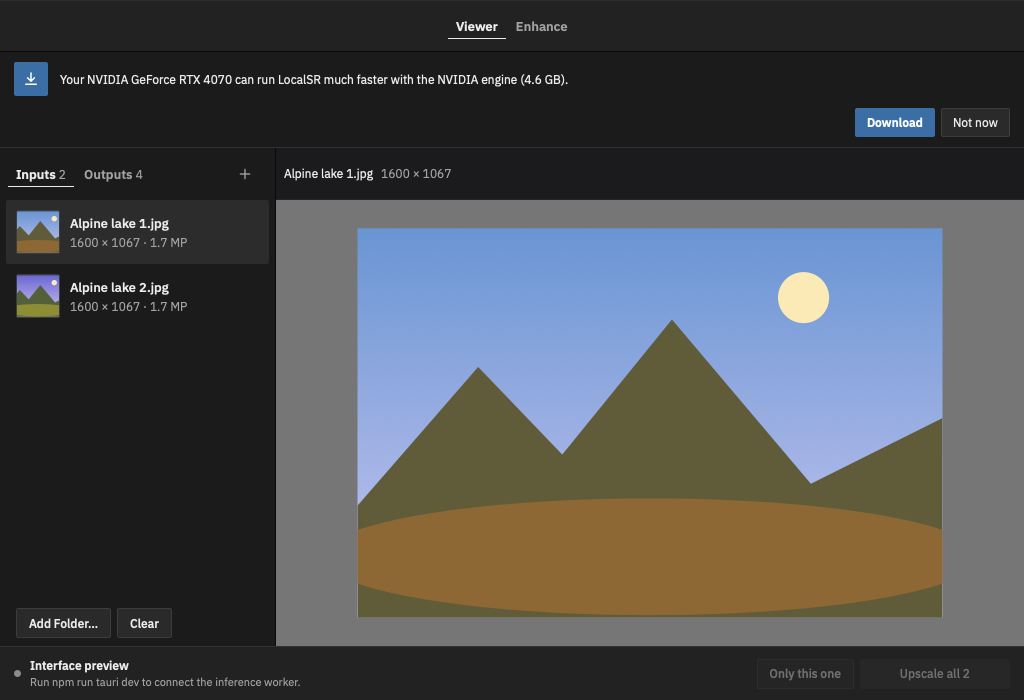 Viewer Enhance
Your NVIDIA GeForce RTX 4070 can run LocalSR much faster with the NVIDIA engine (4.6 GB).
Download Not now
Inputs 2 Outputs 4 +
Alpine lake 1.jpg 1600 × 1067
Alpine lake 1.jpg
1600 × 1067 · 1.7 MP
Alpine lake 2.jpg
1600 × 1067 · 1.7 MP
Add Folder... Clear
Interface preview
Run npm run tauri dev to connect the inference worker.
Only this one Upscale all 2